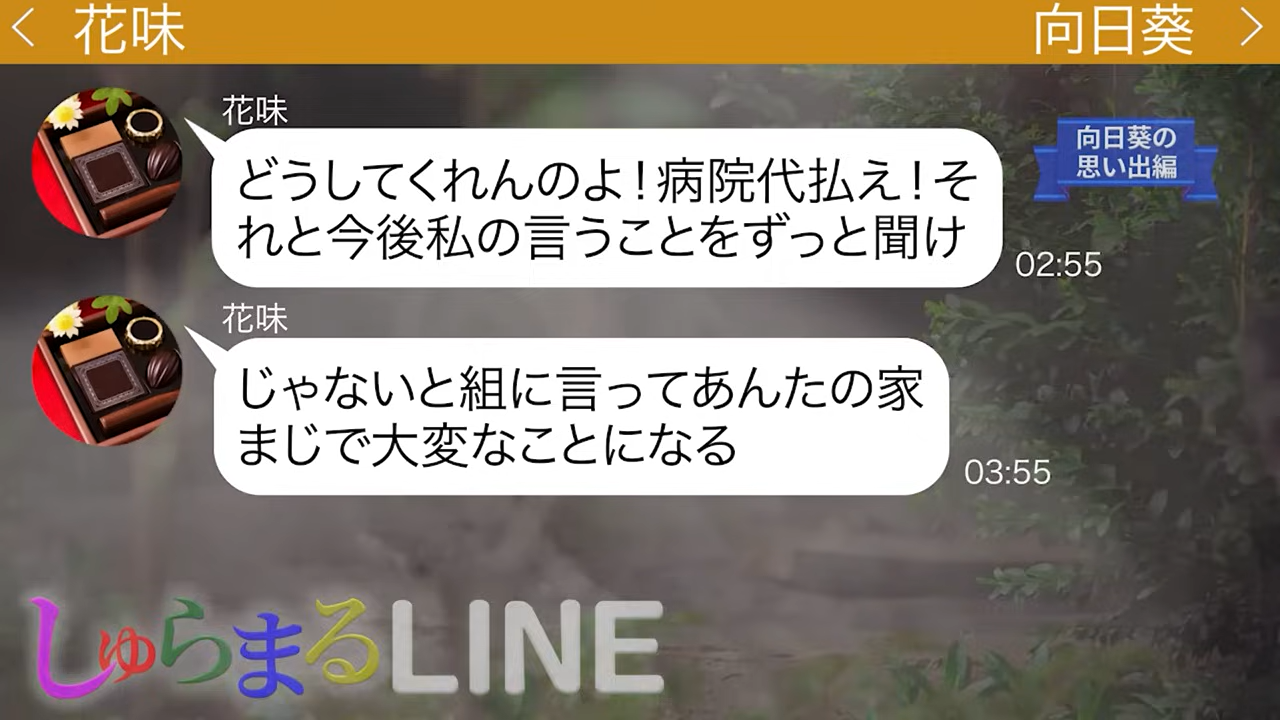 花味
向日葵
花味
どうしてくれんのよ！病院代払え！そ
れと今後私の言うことをずっと聞け
02:55
向日葵の
思い出編
花味
じゃないと組に言ってあんたの家
まじで大変なことになる
03:55
しゅらまるLINE